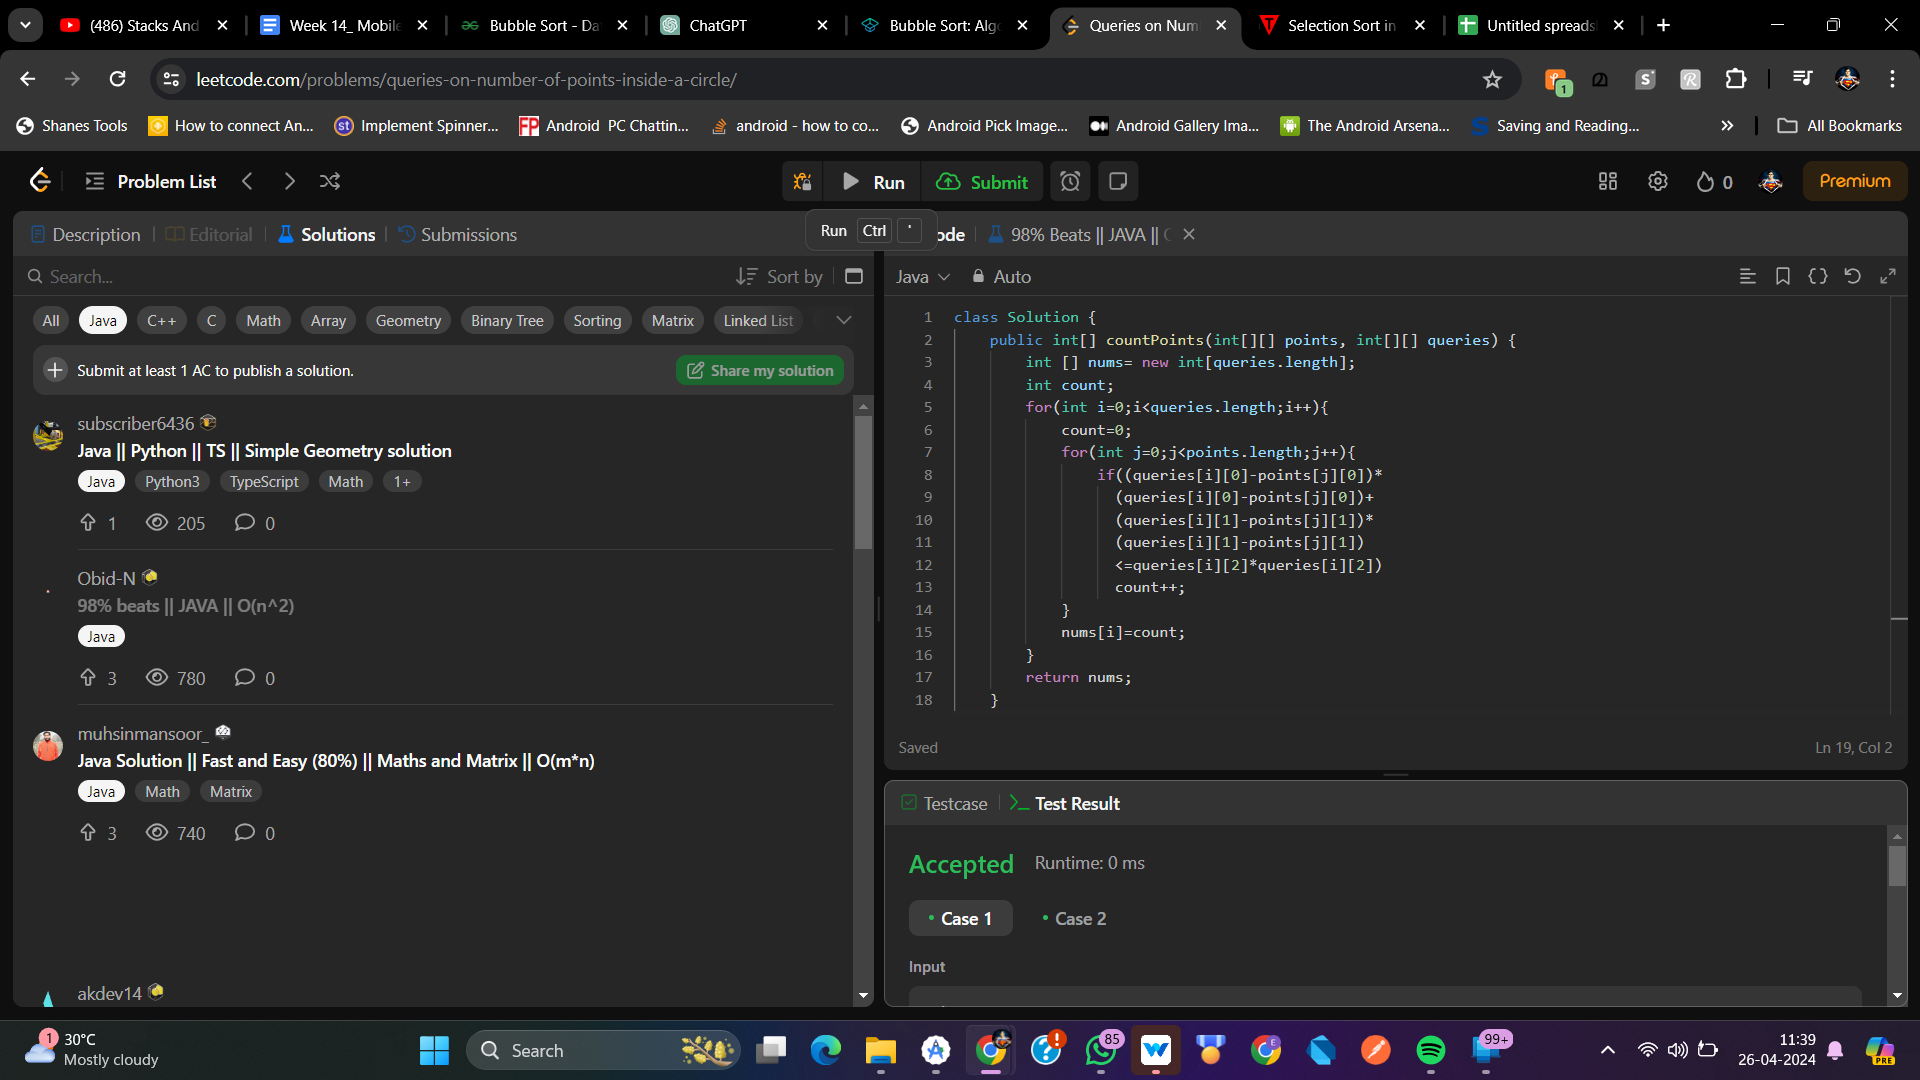 (486) Stacks And
Week 14_ Mobile
Bubble Sort - Da
ChatGPT
Bubble Sort: Algo
Queries on Num
Selection Sort in
Untitled spreads
leetcode.com/problems/queries-on-number-of-points-inside-a-circle/
1
Shanes Tools
How to connect An...
Implement Spinner...
Android PC Chattin...
android - how to co...
Android Pick Image...
Android Gallery Ima...
The Android Arsena...
Saving and Reading...
All Bookmarks
Problem List
Run
Submit
0
Premium
Description
Editorial
Solutions
Submissions
Run Ctrl '
ode
98% Beats || JAVA ||
Search...
Sort by
Java
Auto
All
Java
C++
C
Math
Array
Geometry
Binary Tree
Sorting
Matrix
Linked List
Submit at least 1 AC to publish a solution.
Share my solution
subscriber6436
Java || Python || TS || Simple Geometry solution
Java Python3 TypeScript Math 1+
1 205 0
Obid-N
98% beats || JAVA || O(n^2)
Java
3 780 0
muhsinmansoor_
Java Solution || Fast and Easy (80%) || Maths and Matrix || O(m*n)
Java Math Matrix
3 740 0
akdev14
1 class Solution {
2 public int[] countPoints(int[][] points, int[][] queries) {
3 int [] nums= new int[queries.length];
4 int count;
5 for(int i=0;i<queries.length;i++){
6 count=0;
7 for(int j=0;j<points.length;j++){
8 if((queries[i][0]-points[j][0])*
9 (queries[i][0]-points[j][0])+
10 (queries[i][1]-points[j][1])*
11 (queries[i][1]-points[j][1])
12 <=queries[i][2]*queries[i][2])
13 count++;
14 }
15 nums[i]=count;
16 }
17 return nums;
18 }
Saved
Ln 19, Col 2
Testcase
Test Result
Accepted
Runtime: 0 ms
Case 1
Case 2
Input
1
30°C
Mostly cloudy
Search
85
99+
11:39
26-04-2024
PRE